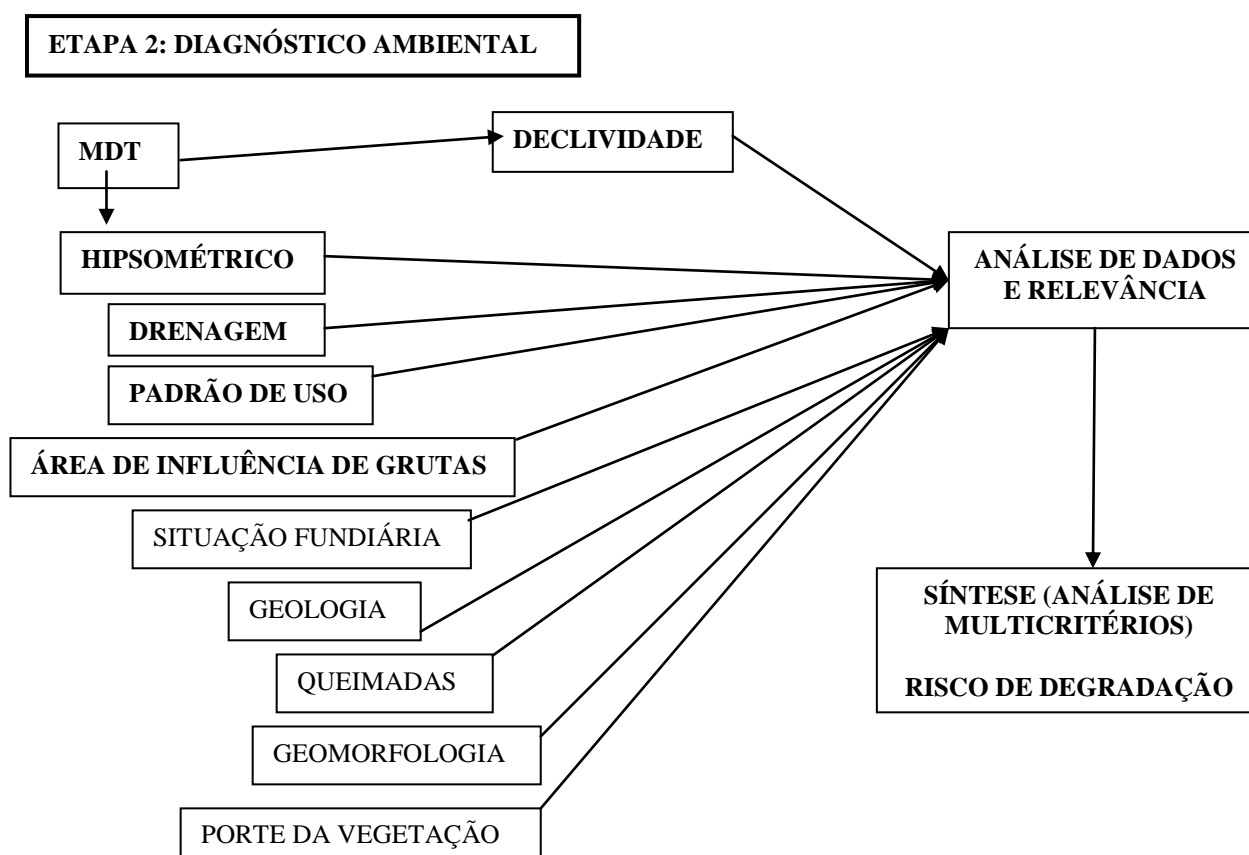 ETAPA 2: DIAGNÓSTICO AMBIENTAL
MDT
DECLIVIDADE
HIPSOMÉTRICO
ANÁLISE DE DADOS
E RELEVÂNCIA
DRENAGEM
PADRÃO DE USO
ÁREA DE INFLUÊNCIA DE GRUTAS
SITUAÇÃO FUNDIÁRIA
GEOLOGIA
QUEIMADAS
GEOMORFOLOGIA
PORTE DA VEGETAÇÃO
SÍNTESE (ANÁLISE DE
MULTICRITÉRIOS)
RISCO DE DEGRADAÇÃO